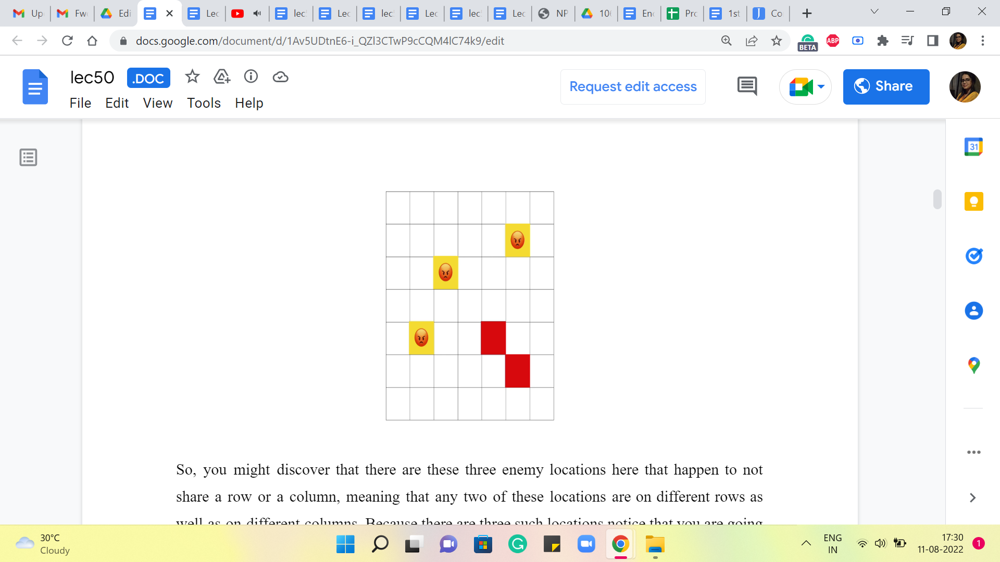 Up
Fw
Edi
Lec
lec
Lec
lec
Lec
lec
Lec
NP
10
Enc
Pro
1st
Co
docs.google.com/document/d/1Av5UDtnE6-i_QZl3CTwP9cCQM4lC74k9/edit
BETA
ABP
lec50
.DOC
File Edit View Tools Help
Request edit access
Share
31
So, you might discover that there are these three enemy locations here that happen to not
share a row or a column, meaning that any two of these locations are on different rows as
well as on different columns. Because there are three such locations notice that you are going
30°C
Cloudy
ENG
IN
17:30
11-08-2022
1